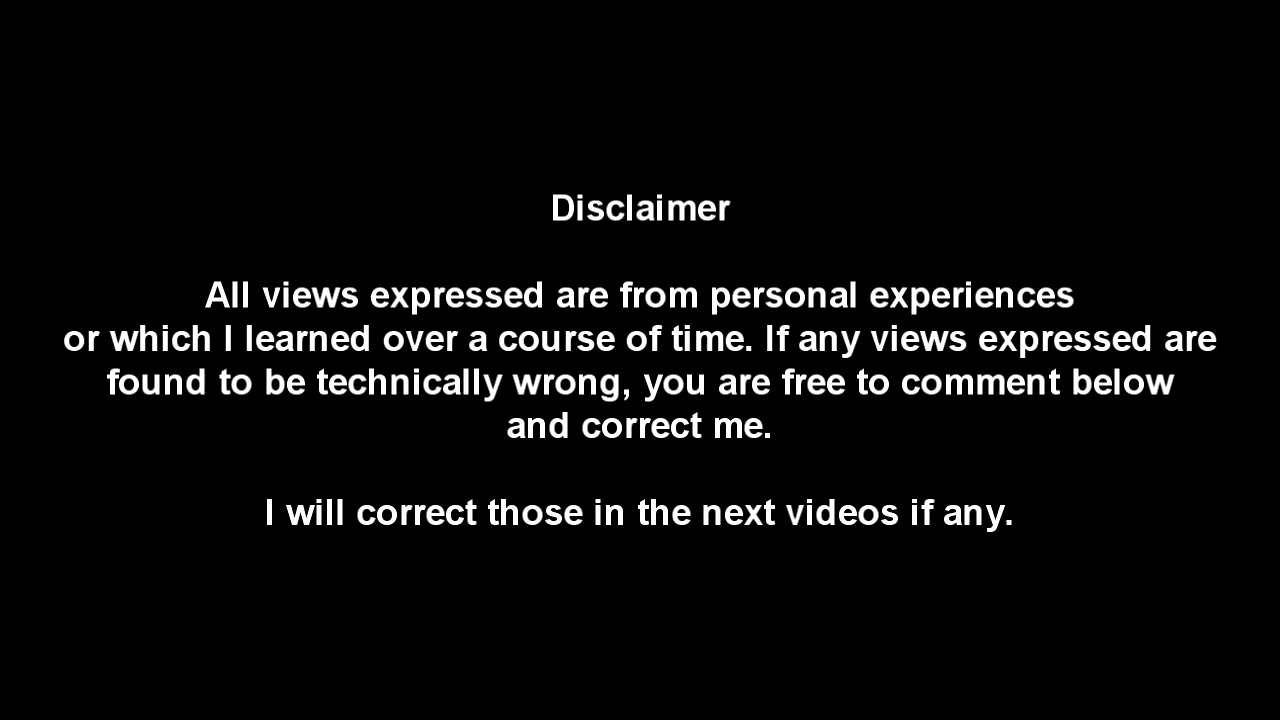 Disclaimer
All views expressed are from personal experiences
or which I learned over a course of time. If any views expressed are
found to be technically wrong, you are free to comment below
and correct me.
I will correct those in the next videos if any.